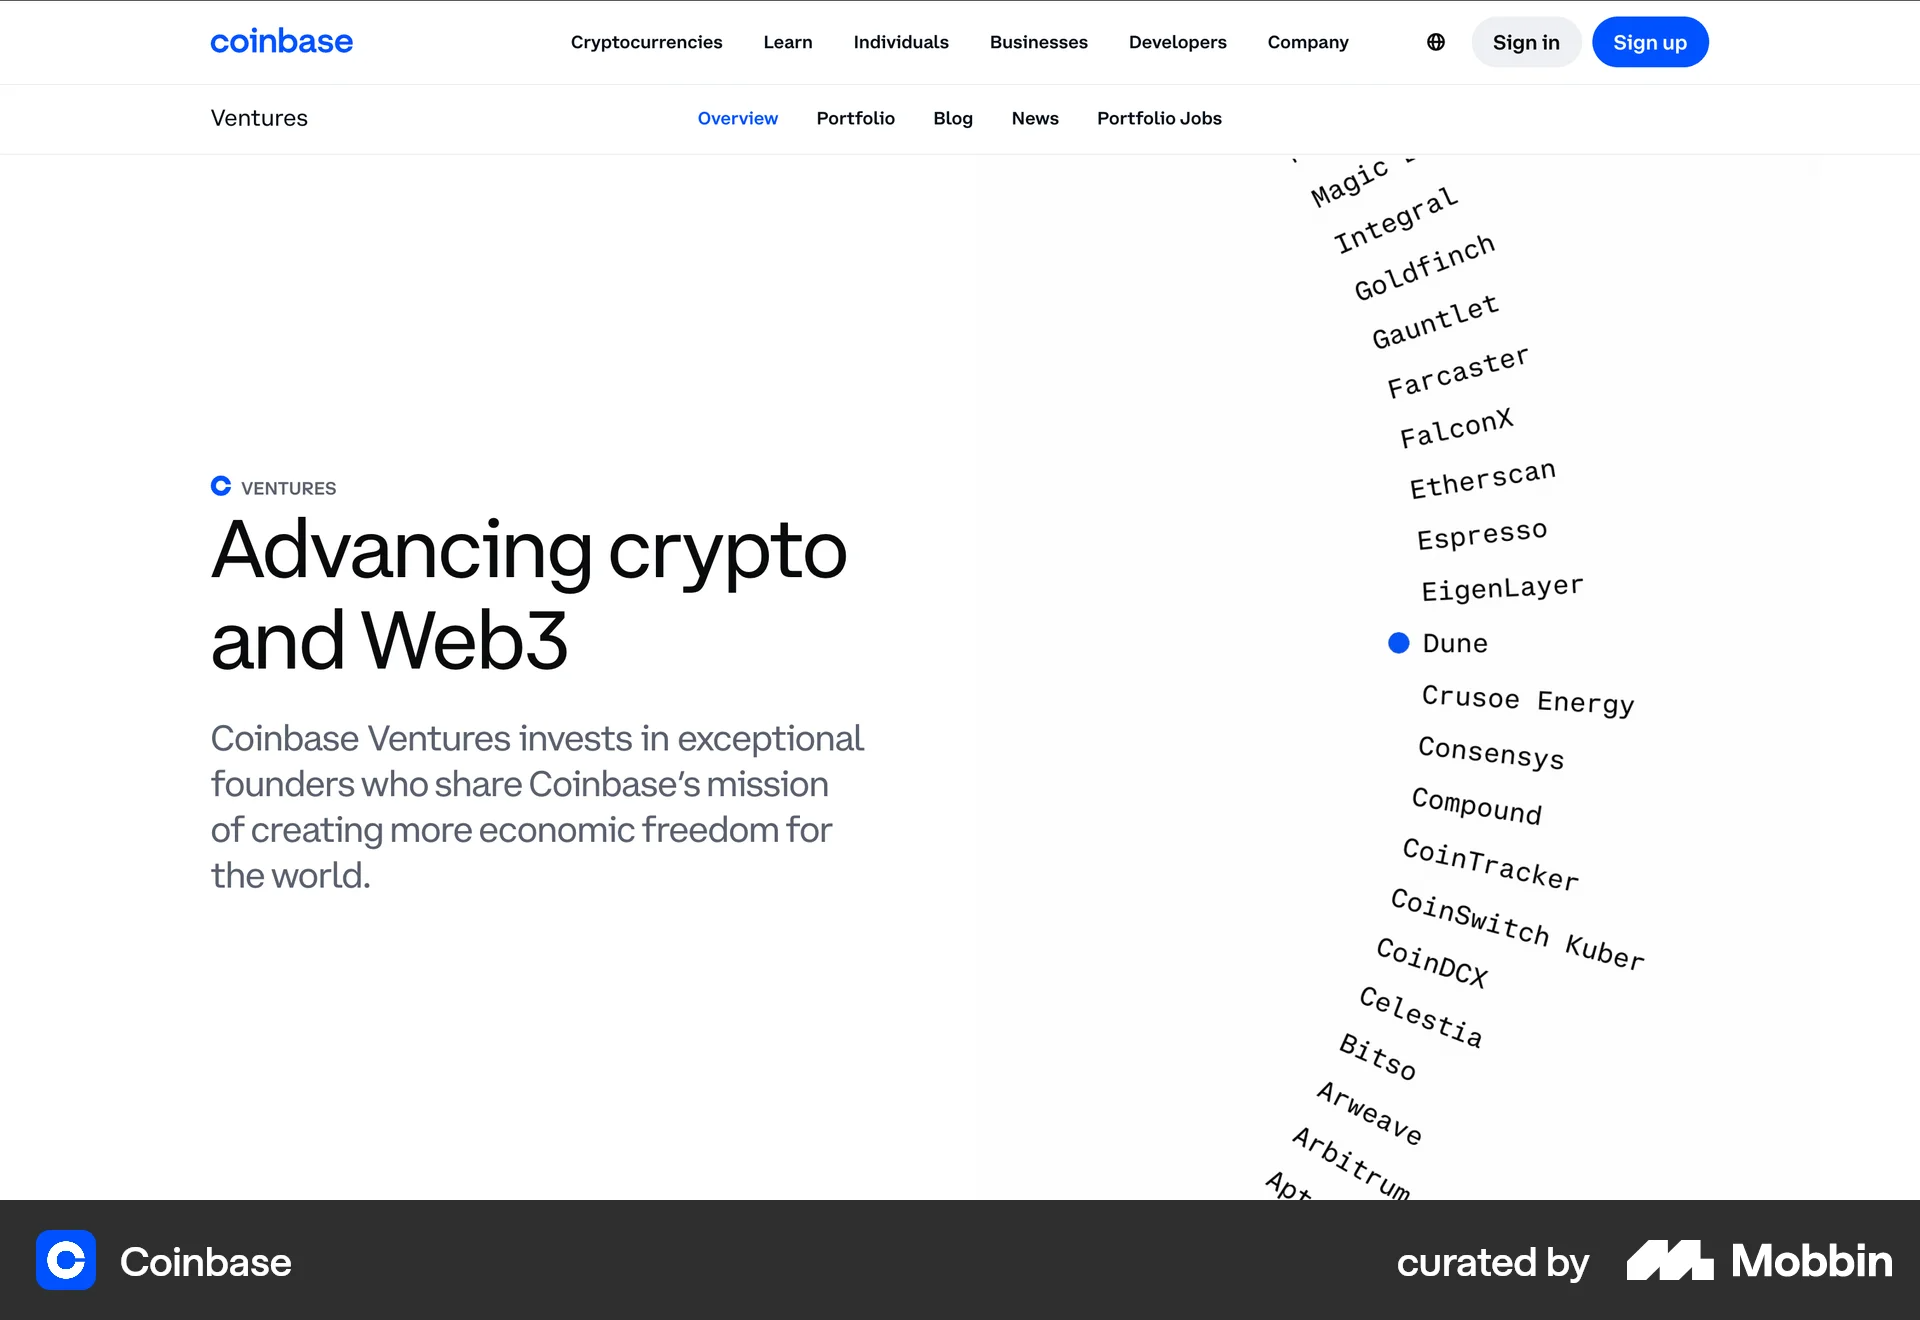 coinbase
Cryptocurrencies
Learn
Individuals
Businesses
Developers
Company
Sign in
Sign up
Ventures
Overview
Portfolio
Blog
News
Portfolio Jobs
VENTURES
Advancing crypto
and Web3
Coinbase Ventures invests in exceptional
founders who share Coinbase’s mission
of creating more economic freedom for
the world.
Magic
Integral
Goldfinch
Gauntlet
Farcaster
FalconX
Etherscan
Espresso
EigenLayer
Dune
Crusoe Energy
Consensys
Compound
CoinTracker
CoinSwitch Kuber
CoinDCX
Celestia
Bitso
Arweave
Arbitrum
Apt
Coinbase
curated by Mobbin